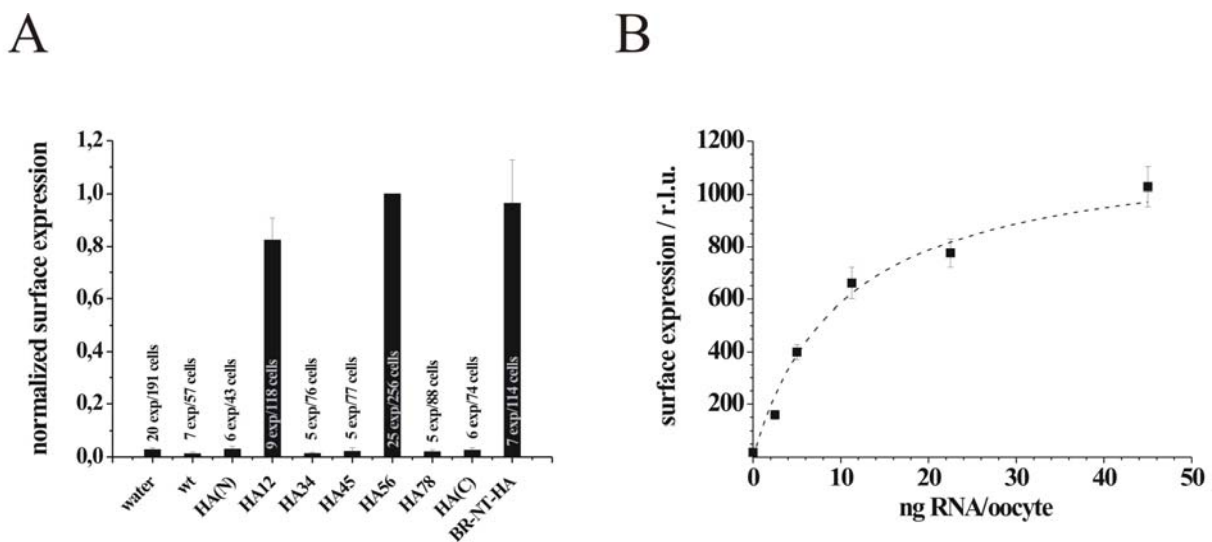 A
normalized surface expression
1,2
1,0
0,8
0,6
0,4
0,2
0,0
20 exp/191 cells
7 exp/57 cells
6 exp/43 cells
9 exp/118 cells
5 exp/76 cells
5 exp/77 cells
25 exp/256 cells
5 exp/88 cells
6 exp/74 cells
7 exp/114 cells
water
wt
HA(N)
HA12
HA34
HA45
HA56
HA78
HA(C)
BR-NT-HA
B
surface expression / r.l.u.
1200
1000
800
600
400
200
0 10 20 30 40 50
ng RNA/oocyte